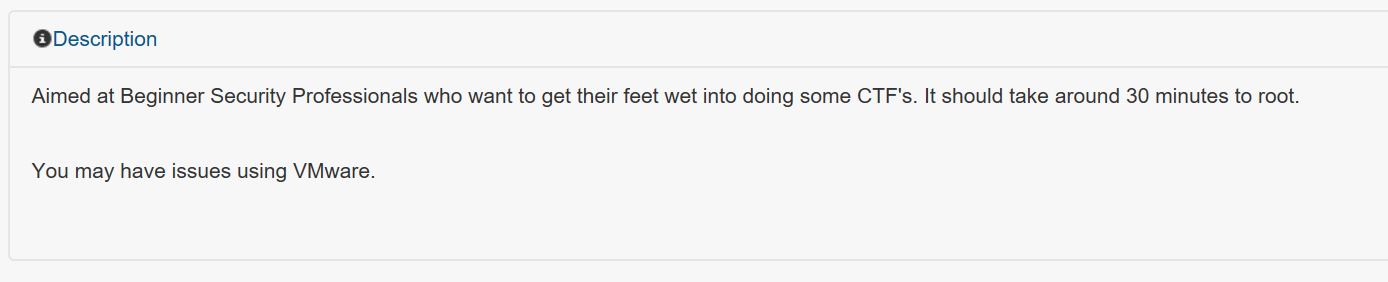 Description
Aimed at Beginner Security Professionals who want to get their feet wet into doing some CTF's. It should take around 30 minutes to root.
You may have issues using VMware.